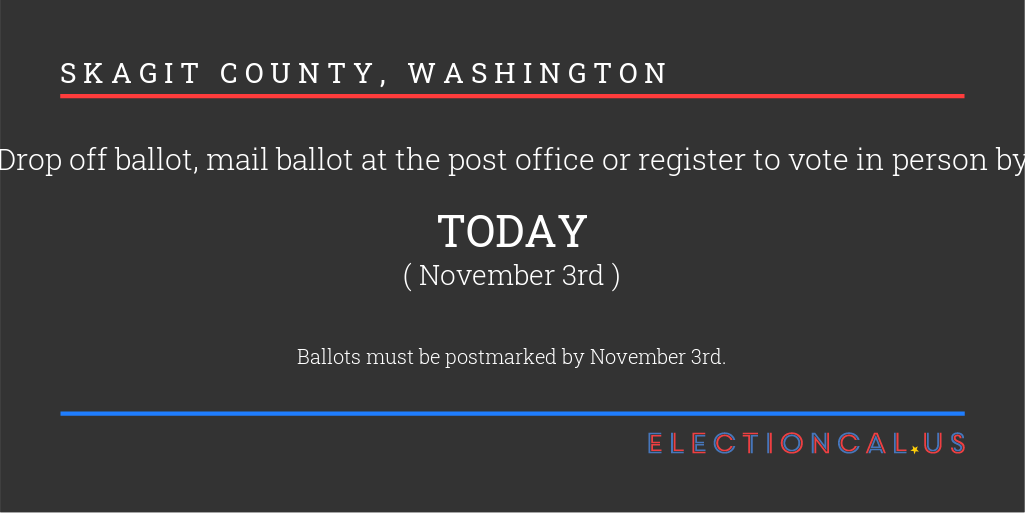 SKAGIT COUNTY, WASHINGTON
Drop off ballot, mail ballot at the post office or register to vote in person by
TODAY
( November 3rd )
Ballots must be postmarked by November 3rd.
ELECTIONCAL.US